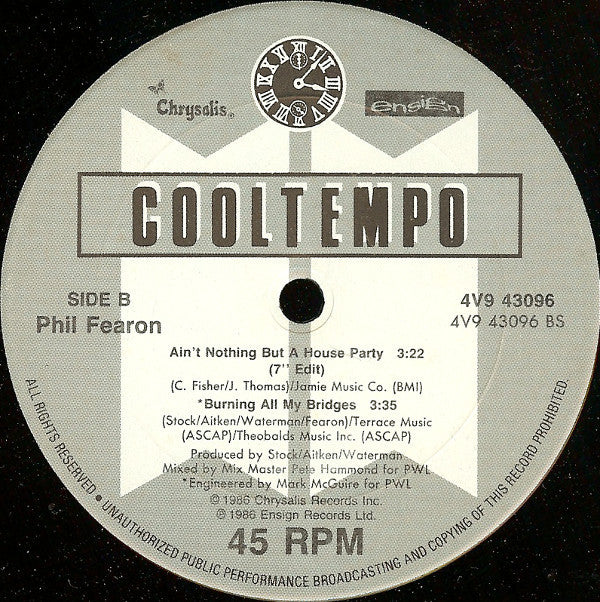 Chrysalis®
ensign
COOLTEMPO
SIDE B
Phil Fearon
4V9 43096
4V9 43096 BS
Ain't Nothing But A House Party 3:22
(7" Edit)
(C. Fisher/J. Thomas)/Jamie Music Co. (BMI)
*Burning All My Bridges 3:35
(Stock/Aitken/Waterman/Fearon)/Terrace Music
(ASCAP)/Theobalds Music Inc. (ASCAP)
Produced by Stock/Aitken/Waterman
Mixed by Mix Master Pete Hammond for PWL
*Engineered by Mark McGuire for PWL
© 1986 Chrysalis Records Inc.
℗ 1986 Ensign Records Ltd.
45 RPM
ALL RIGHTS RESERVED • UNAUTHORIZED PUBLIC PERFORMANCE BROADCASTING AND COPYING OF THIS RECORD PROHIBITED.